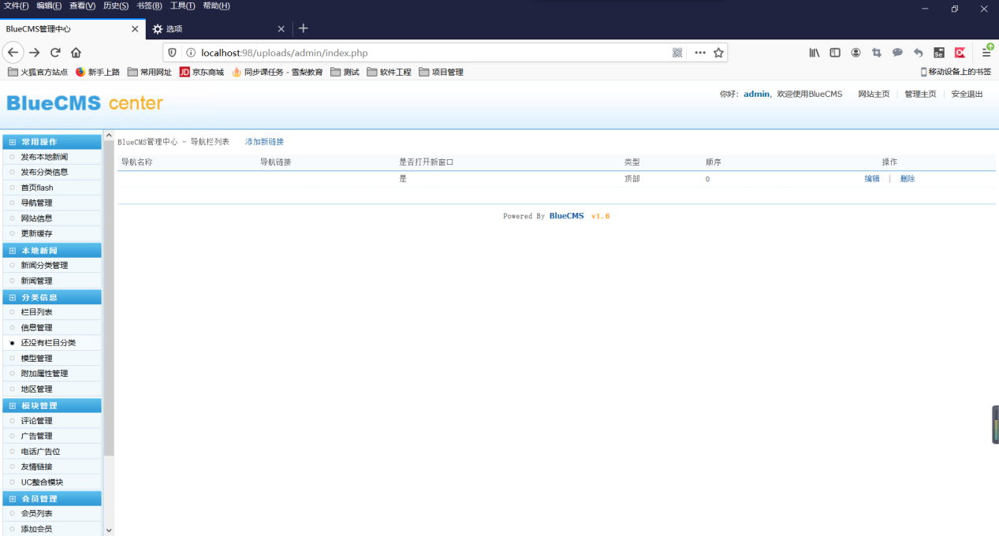 文件(F) 编辑(E) 查看(V) 历史(S) 书签(B) 工具(T) 帮助(H)
BlueCMS管理中心 选项
localhost:98/uploads/admin/index.php
火狐官方站点 新手上路 常用网址 JD 京东商城 同步课任务 - 雪梨教育 测试 软件工程 项目管理 移动设备上的书签
BlueCMS center
你好：admin，欢迎使用BlueCMS 网站主页 | 管理主页 | 安全退出
常用操作
发布本地新闻
发布分类信息
首页flash
导航管理
网站信息
更新缓存
本地新闻
新闻分类管理
新闻管理
分类信息
栏目列表
信息管理
还没有栏目分类
模型管理
附加属性管理
地区管理
模块管理
评论管理
广告管理
电话广告位
友情链接
UC整合模块
会员管理
会员列表
添加会员
BlueCMS管理中心 - 导航栏列表 添加新链接
导航名称 导航链接 是否打开新窗口 类型 顺序 操作
是 顶部 0 编辑 | 删除
Powered By BlueCMS v1.6